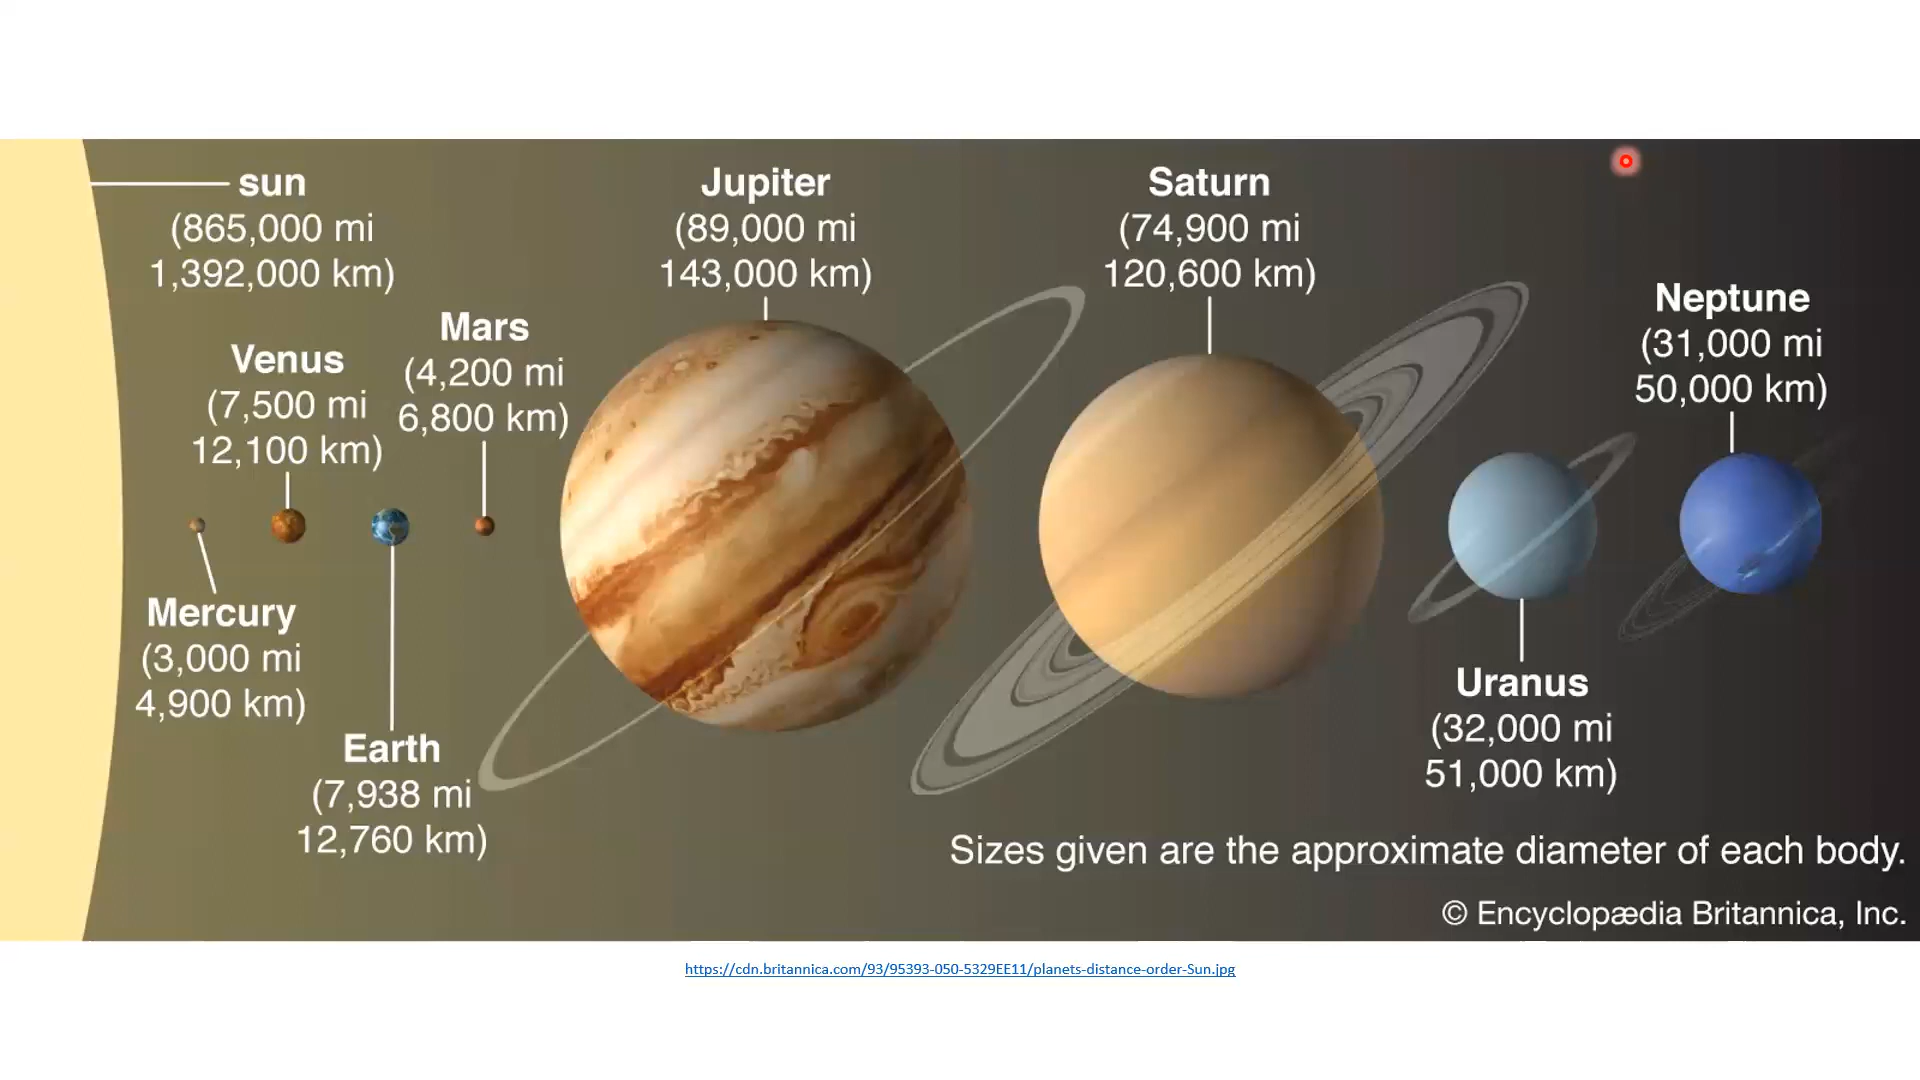 sun
(865,000 mi
1,392,000 km)
Venus
(7,500 mi
12,100 km)
Mars
(4,200 mi
6,800 km)
Mercury
(3,000 mi
4,900 km)
Earth
(7,938 mi
12,760 km)
Jupiter
(89,000 mi
143,000 km)
Saturn
(74,900 mi
120,600 km)
Uranus
(32,000 mi
51,000 km)
Neptune
(31,000 mi
50,000 km)
Sizes given are the approximate diameter of each body.
© Encyclopædia Britannica, Inc.
https://cdn.britannica.com/93/95393-050-5329EE11/planets-distance-order-Sun.jpg